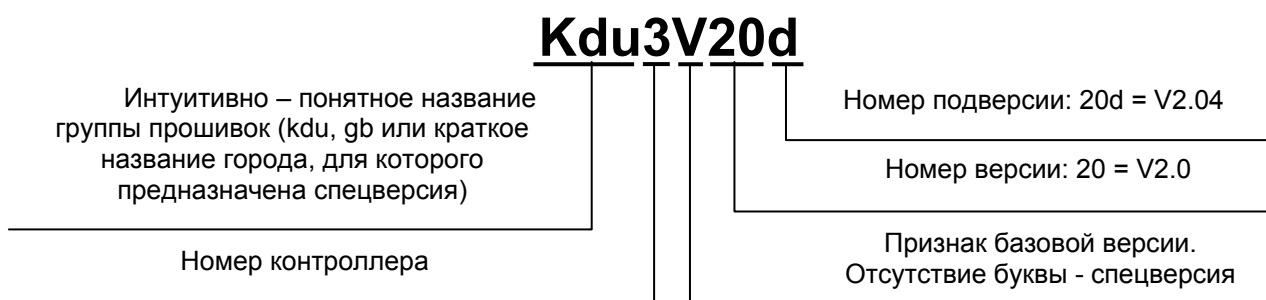 Kdu3V20d
Интуитивно – понятное название
группы прошивок (kdu, gb или краткое
название города, для которого
предназначена спецверсия)
Номер контроллера
Номер подверсии: 20d = V2.04
Номер версии: 20 = V2.0
Признак базовой версии.
Отсутствие буквы - спецверсия